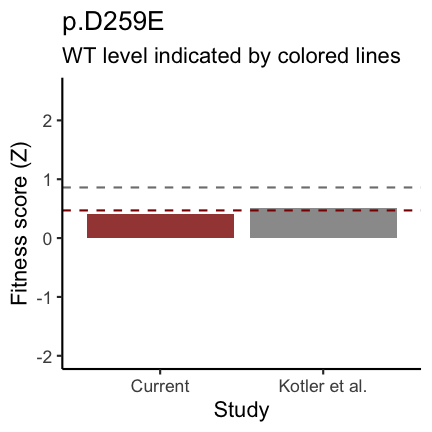 p.D259E
WT level indicated by colored lines
Fitness score (Z)
2
1
0
-1
-2
Current
Kotler et al.
Study